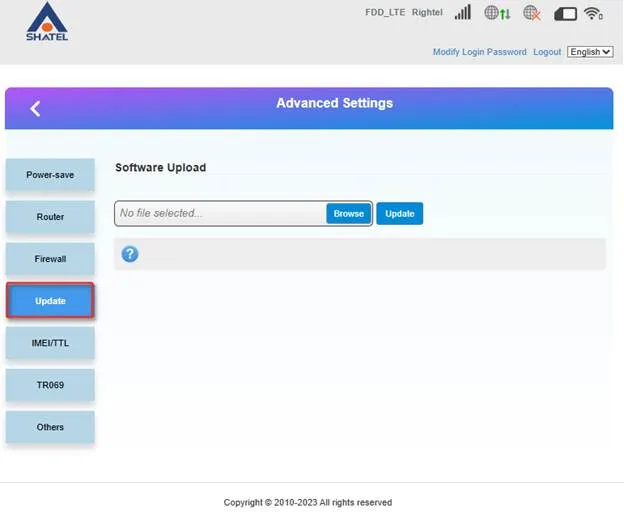 SHATEL
FDD_LTE Rightel
Modify Login Password Logout English
Advanced Settings
Power-save
Router
Firewall
Update
IMEI/TTL
TR069
Others
Software Upload
No file selected... Browse Update
?
Copyright © 2010-2023 All rights reserved